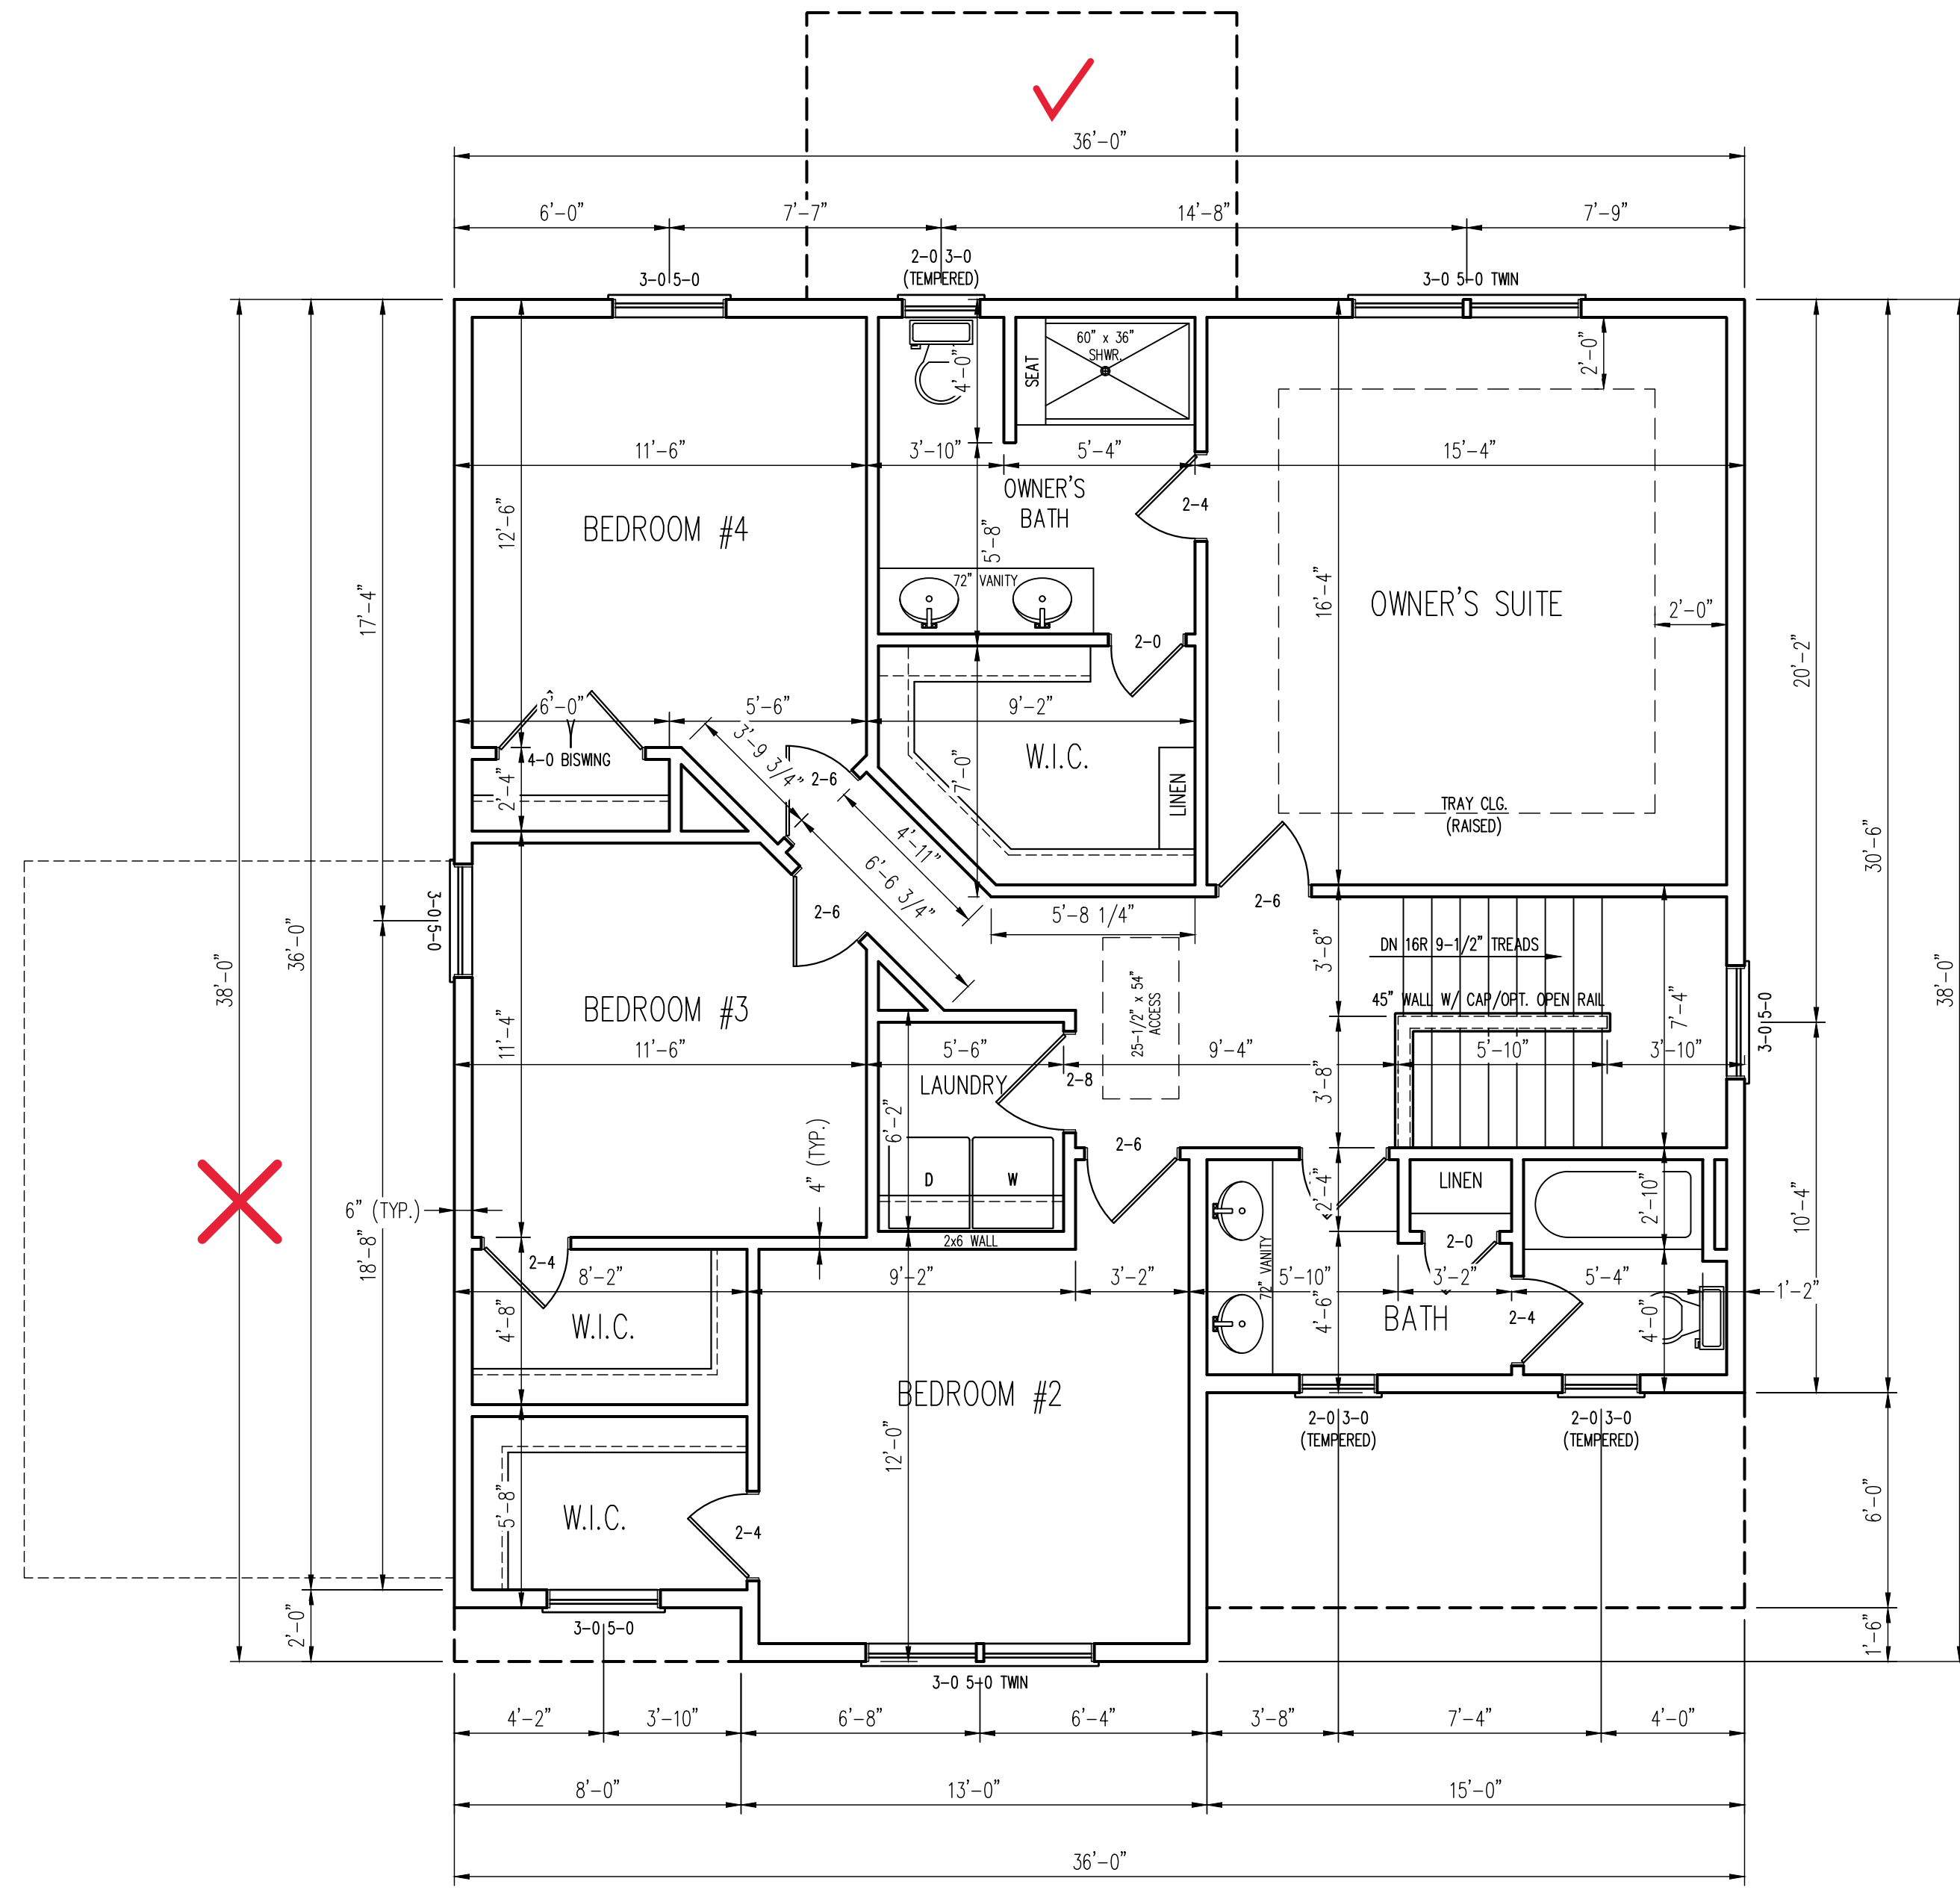 36'-0"
6'-0"
7'-7"
14'-8"
7'-9"
3-0 5-0
2-0 3-0
(TEMPERED)
3-0 5-0 TWIN
60" x 36"
SHWR.
SEAT
4'-0"
2'-0"
11'-6"
3'-10"
5'-4"
15'-4"
OWNER'S
BATH
2-4
12'-6"
BEDROOM #4
5'-8"
72" VANITY
16'-4"
OWNER'S SUITE
2'-0"
17'-4"
20'-2"
2-0
6'-0"
5'-6"
9'-2"
3'-9 3/4"
4-0 BISWING
2-6
W.I.C.
7'-0"
LINEN
2'-4"
TRAY CLG.
(RAISED)
30'-6"
4'-11"
6'-6 3/4"
3-0 5-0
2-6
2-6
5'-8 1/4"
38'-0"
36'-0"
3'-8"
DN 16R 9-1/2" TREADS
38'-0"
BEDROOM #3
25-1/2" x 54"
ACCESS
45" WALL W/ CAP/OPT. OPEN RAIL
7'-4"
3-0 5-0
11'-4"
11'-6"
5'-6"
9'-4"
5'-10"
3'-10"
LAUNDRY
2-8
3'-8"
6'-2"
4" (TYP.)
2-6
D
W
LINEN
2'-4"
2'-10"
10'-4"
6" (TYP.)
18'-8"
2x6 WALL
2-0
2-4
8'-2"
9'-2"
3'-2"
72" VANITY
5'-10"
3'-2"
5'-4"
1'-2"
4'-8"
W.I.C.
4'-6"
BATH
2-4
4'-0"
BEDROOM #2
2-0 3-0
(TEMPERED)
2-0 3-0
(TEMPERED)
12'-0"
5'-8"
W.I.C.
2-4
6'-0"
2'-0"
3-0 5-0
1'-6"
3-0 5-0 TWIN
4'-2"
3'-10"
6'-8"
6'-4"
3'-8"
7'-4"
4'-0"
8'-0"
13'-0"
15'-0"
36'-0"